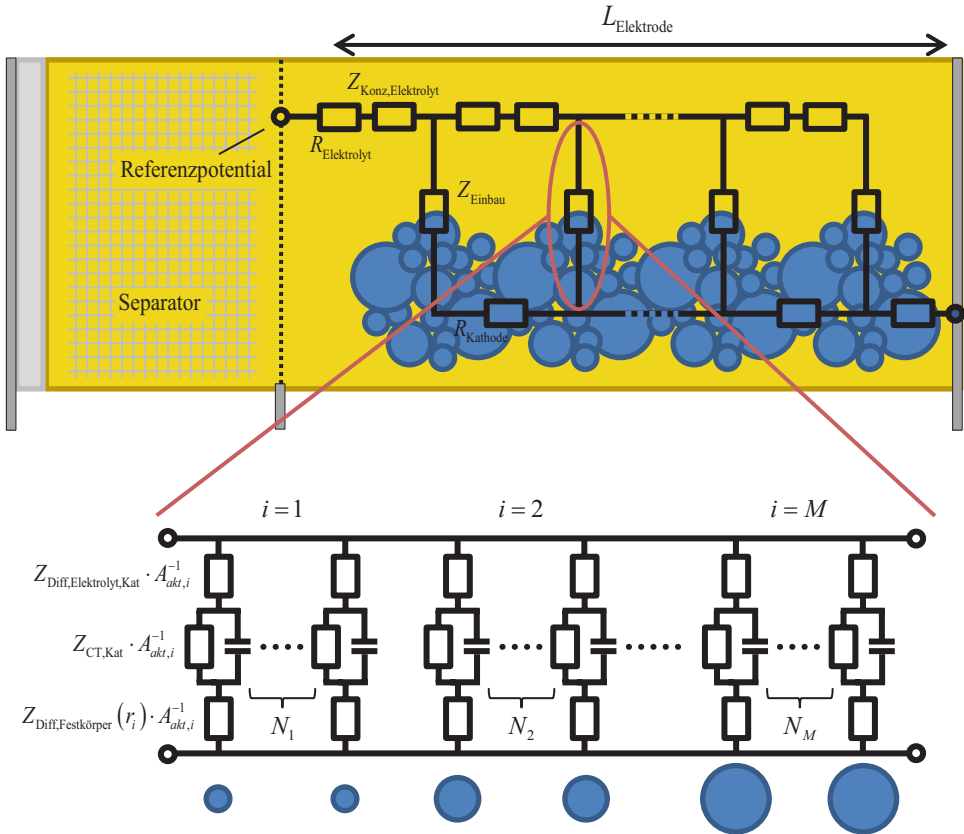 L_Elektrode
Z_Konz,Elektrolyt
R_Elektrolyt
Referenzpotential
Z_Einbau
Separator
R_Kathode
i = 1
i = 2
i = M
Z_Diff,Elektrolyt,Kat · A_akt,i^-1
Z_CT,Kat · A_akt,i^-1
Z_Diff,Festkörper (r_i) · A_akt,i^-1
N_1
N_2
N_M